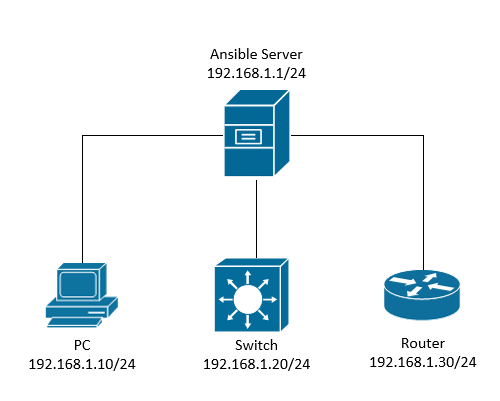 Ansible Server
192.168.1.1/24
PC
192.168.1.10/24
Switch
192.168.1.20/24
Router
192.168.1.30/24